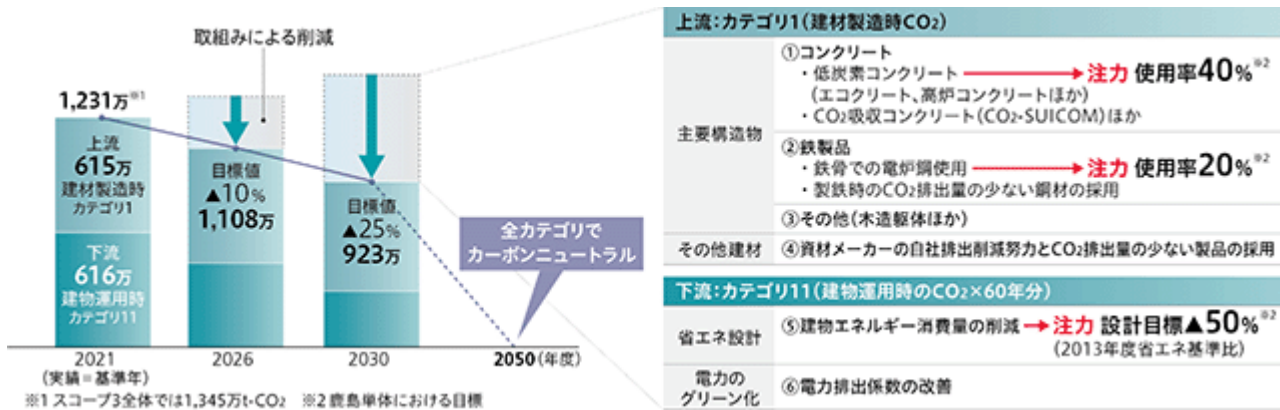 取組みによる削減
1,231万※1
上流
615万
建材製造時
カテゴリ1
下流
616万
建物運用時
カテゴリ11
目標値
▲10%
1,108万
目標値
▲25%
923万
全カテゴリで
カーボンニュートラル
2021
(実績=基準年)
2026
2030
2050(年度)
※1 スコープ3全体では1,345万t-CO₂ ※2 鹿島単体における目標
上流:カテゴリ1(建材製造時CO₂)
主要構造物
①コンクリート
・低炭素コンクリート 注力 使用率40%※2
(エコクリート、高炉コンクリートほか)
・CO₂吸収コンクリート(CO₂-SUICOM)ほか
②鉄製品
・鉄骨での電炉鋼使用 注力 使用率20%※2
・製鉄時のCO₂排出量の少ない鋼材の採用
③その他(木造躯体ほか)
その他建材 ④資材メーカーの自社排出削減努力とCO₂排出量の少ない製品の採用
下流:カテゴリ11(建物運用時のCO₂×60年分)
省エネ設計 ⑤建物エネルギー消費量の削減 注力 設計目標▲50%※2
(2013年度省エネ基準比)
電力の
グリーン化
⑥電力排出係数の改善